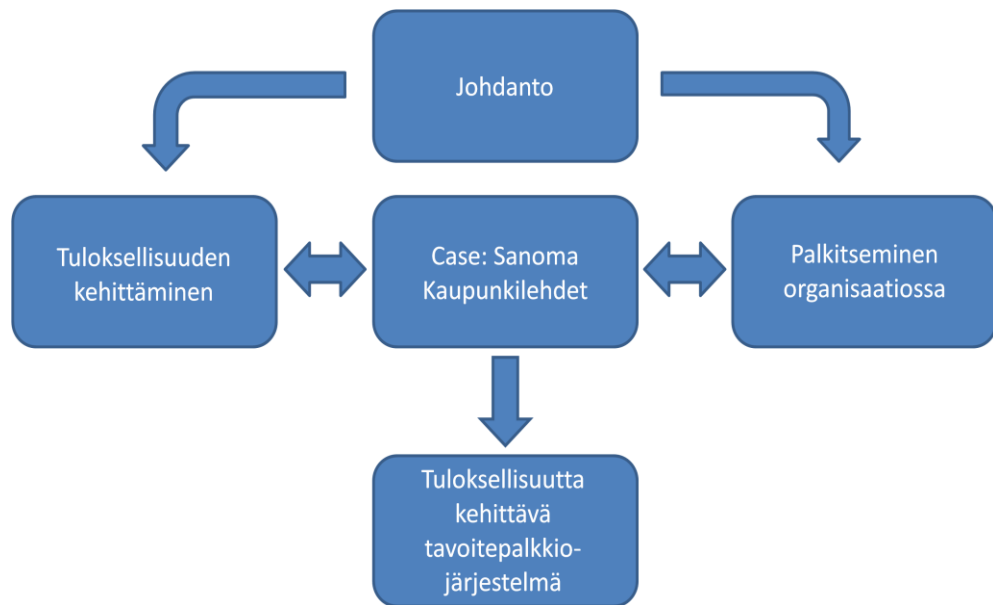 Johdanto
Tuloksellisuuden
kehittäminen
Case: Sanoma
Kaupunkilehdet
Palkitseminen
organisaatiossa
Tuloksellisuutta
kehittävä
tavoitepalkkio-
järjestelmä